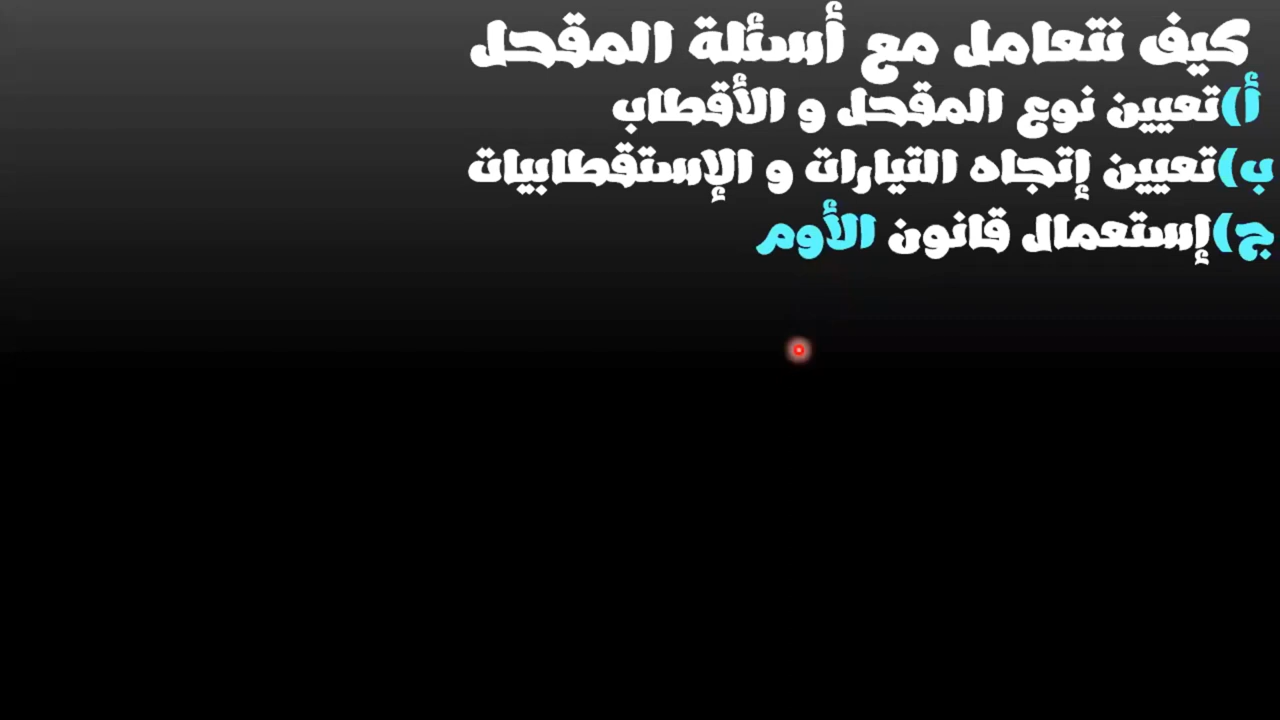 كيف نتعامل مع أسئلة المقحل
أ)تعيين نوع المقحل و الأقطاب
ب)تعيين إتجاه التيارات و الإستقطابيات
ج)إستعمال قانون الأوم